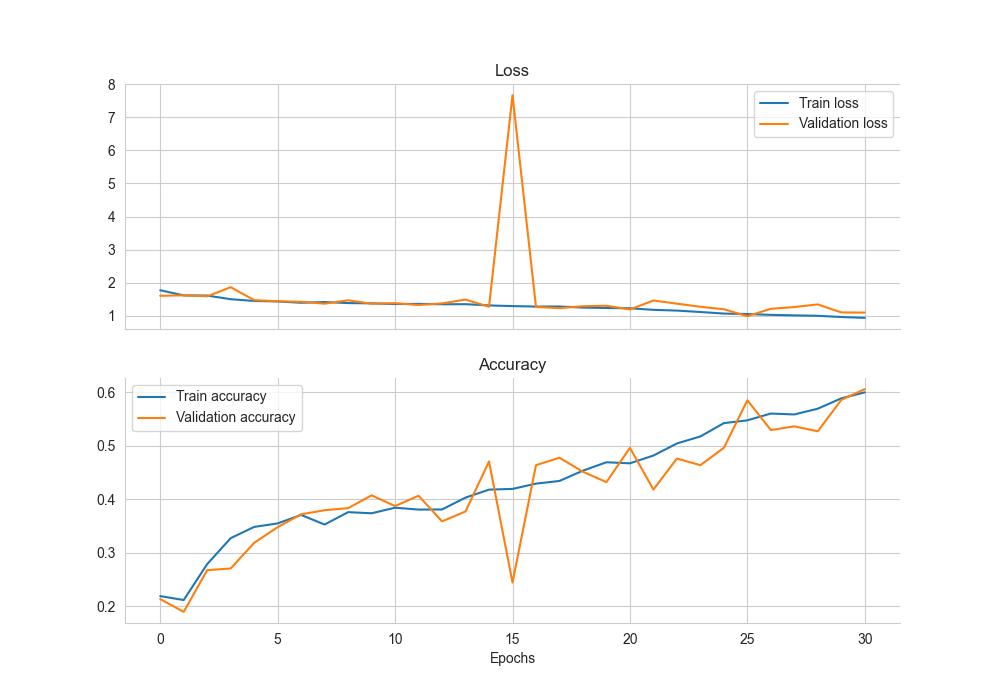 Loss
8
7
6
5
4
3
2
1
Train loss
Validation loss
Accuracy
0.6
0.5
0.4
0.3
0.2
Train accuracy
Validation accuracy
0 5 10 15 20 25 30
Epochs